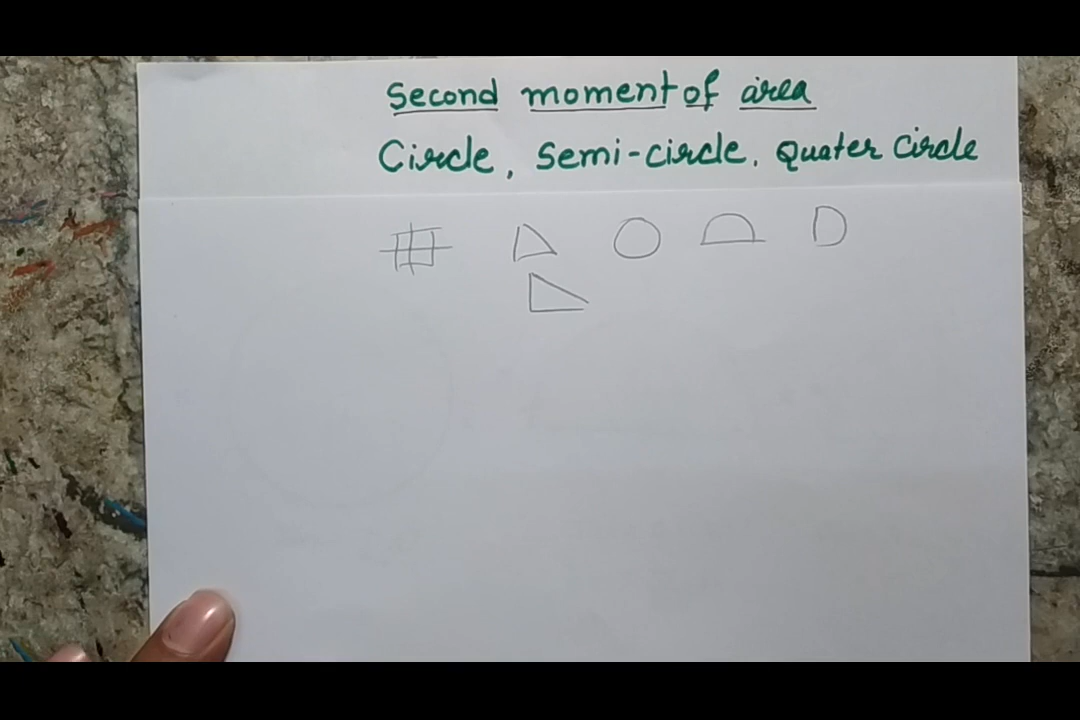 Second moment of area
Circle, Semi-circle, Quater Circle